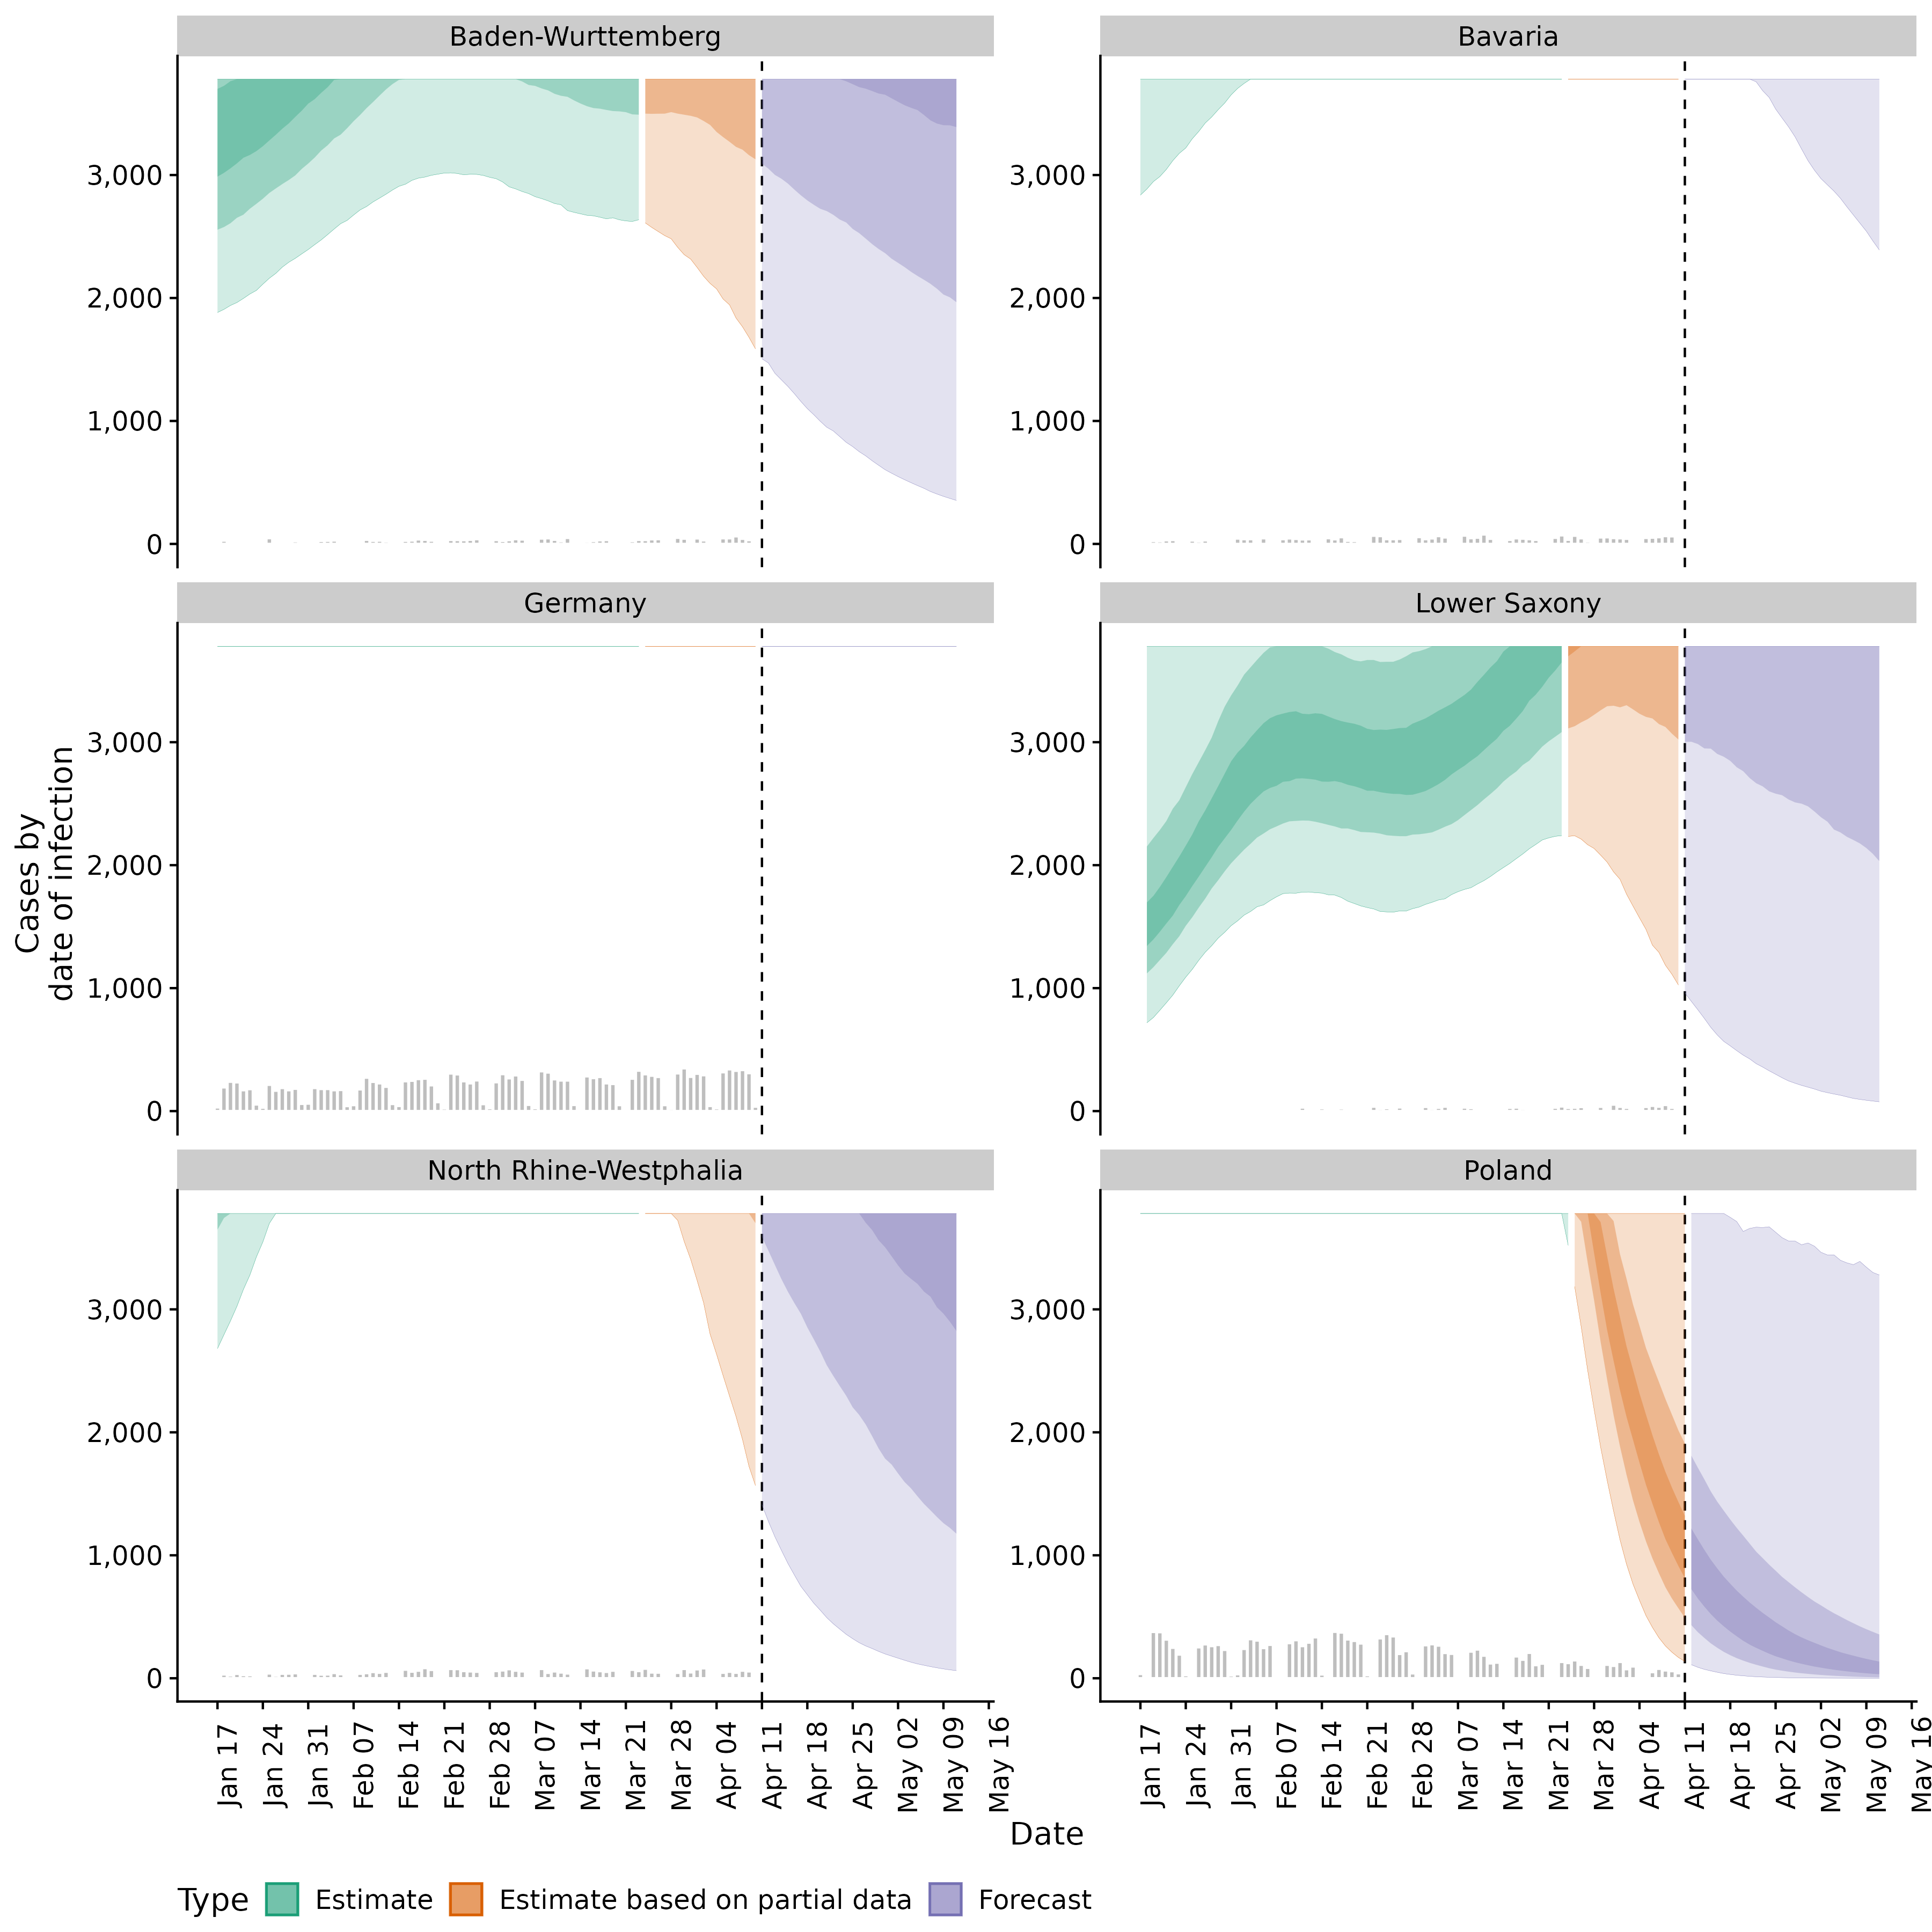 Baden-Wurttemberg
Bavaria
3,000
2,000
1,000
0
3,000
2,000
1,000
0
Germany
Lower Saxony
3,000
2,000
1,000
0
3,000
2,000
1,000
0
Cases by
date of infection
North Rhine-Westphalia
Poland
3,000
2,000
1,000
0
3,000
2,000
1,000
0
Jan 17
Jan 24
Jan 31
Feb 07
Feb 14
Feb 21
Feb 28
Mar 07
Mar 14
Mar 21
Mar 28
Apr 04
Apr 11
Apr 18
Apr 25
May 02
May 09
May 16
Jan 17
Jan 24
Jan 31
Feb 07
Feb 14
Feb 21
Feb 28
Mar 07
Mar 14
Mar 21
Mar 28
Apr 04
Apr 11
Apr 18
Apr 25
May 02
May 09
May 16
Date
Type Estimate Estimate based on partial data Forecast